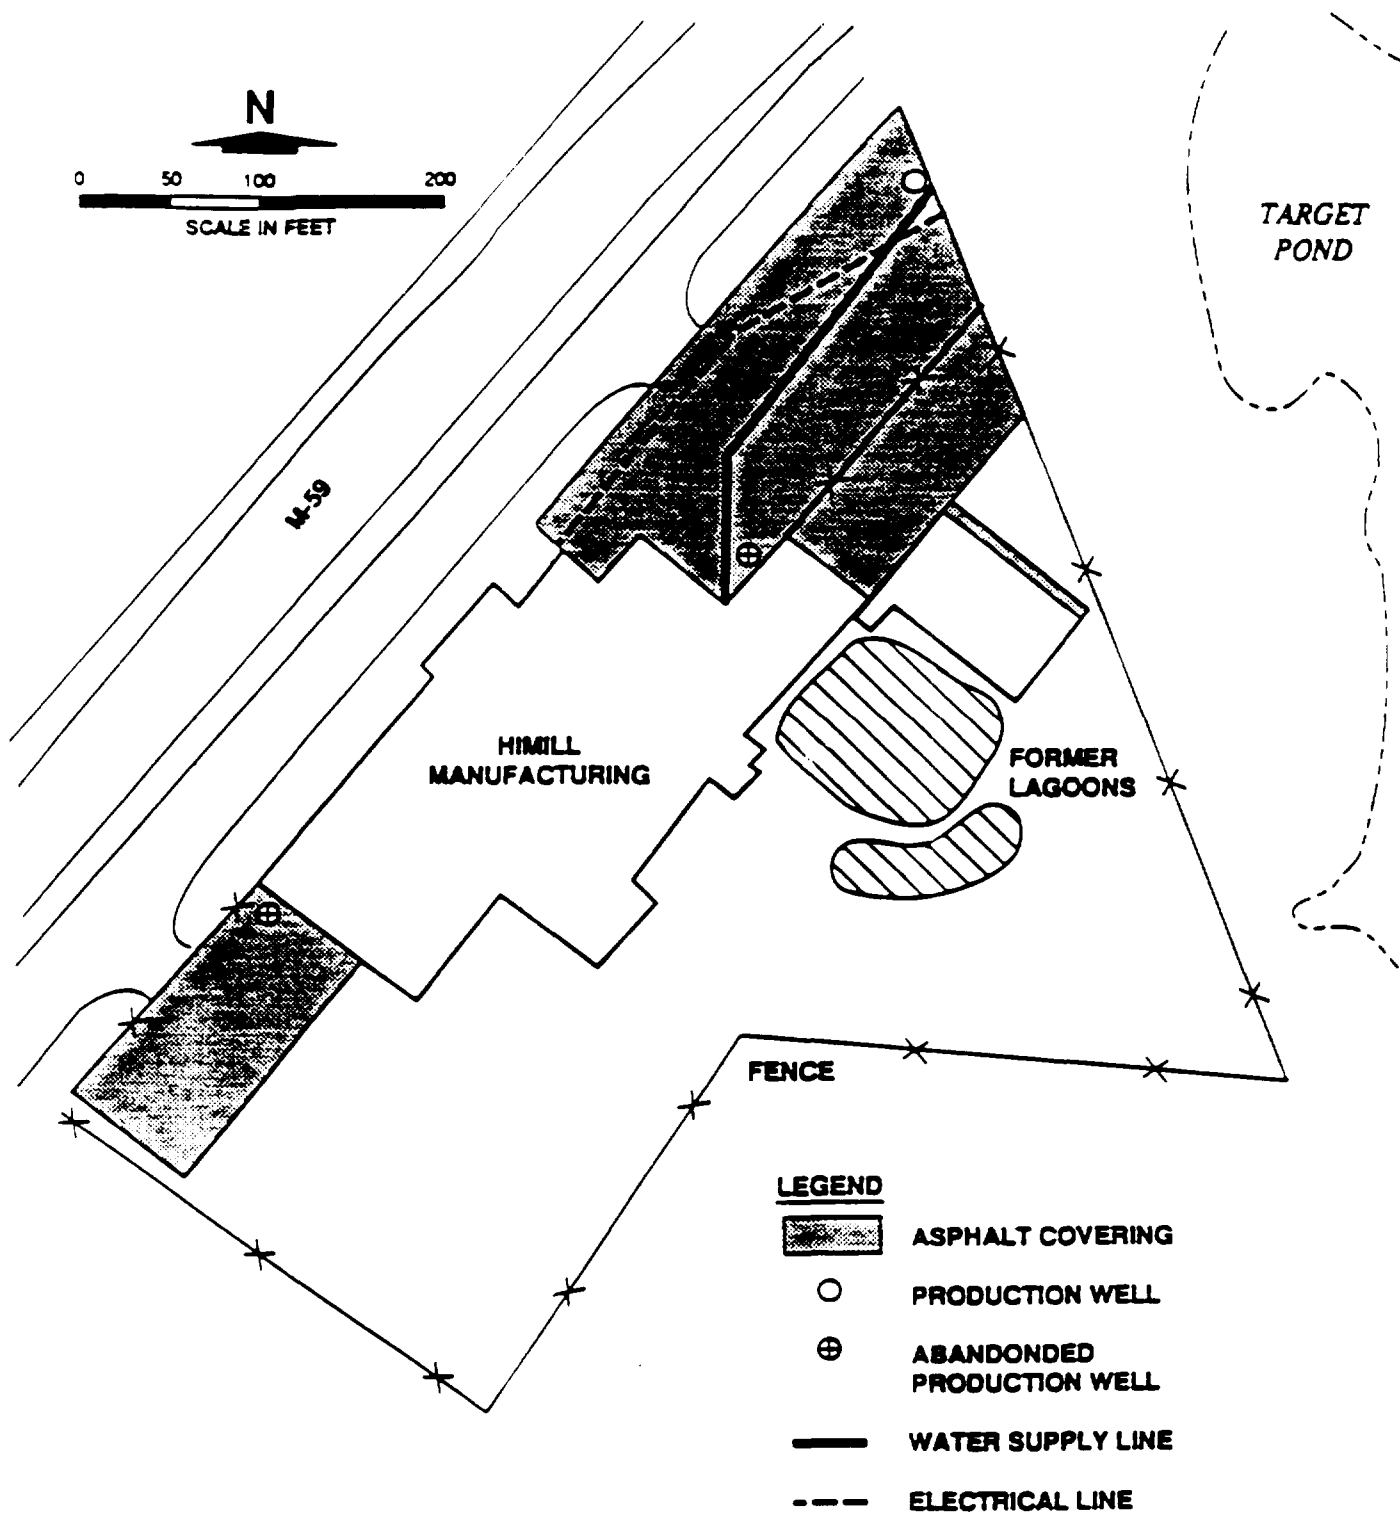 N
0 50 100 200
SCALE IN FEET
TARGET
POND
M-59
HIMILL
MANUFACTURING
FORMER
LAGOONS
FENCE
LEGEND
ASPHALT COVERING
PRODUCTION WELL
ABANDONDED
PRODUCTION WELL
WATER SUPPLY LINE
ELECTRICAL LINE